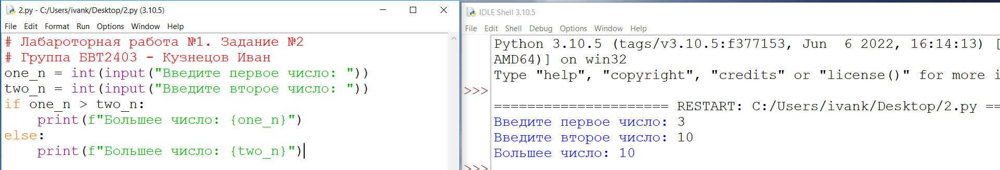 2.py - C:/Users/ivank/Desktop/2.py (3.10.5)
File Edit Format Run Options Window Help
# Лабароторная работа №1. Задание №2
# Группа БВТ2403 - Кузнецов Иван
one_n = int(input("Введите первое число: "))
two_n = int(input("Введите второе число: "))
if one_n > two_n:
    print(f"Большее число: {one_n}")
else:
    print(f"Большее число: {two_n}")
IDLE Shell 3.10.5
File Edit Shell Debug Options Window Help
Python 3.10.5 (tags/v3.10.5:f377153, Jun  6 2022, 16:14:13) [
AMD64)] on win32
Type "help", "copyright", "credits" or "license()" for more i
>>>
===================== RESTART: C:/Users/ivank/Desktop/2.py ==
Введите первое число: 3
Введите второе число: 10
Большее число: 10
>>>